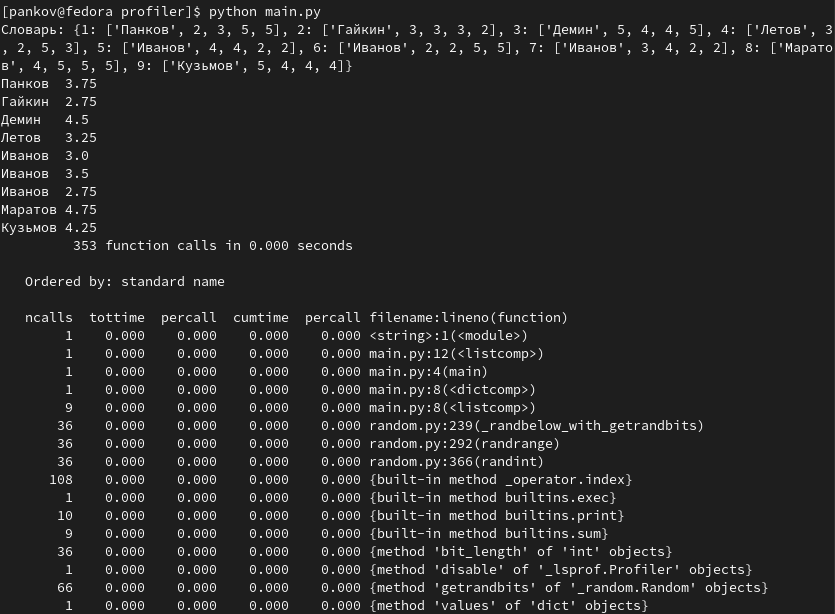 [pankov@fedora profiler]$ python main.py
Словарь: {1: ['Панков', 2, 3, 5, 5], 2: ['Гайкин', 3, 3, 3, 2], 3: ['Демин', 5, 4, 4, 5], 4: ['Летов', 3
, 2, 5, 3], 5: ['Иванов', 4, 4, 2, 2], 6: ['Иванов', 2, 2, 5, 5], 7: ['Иванов', 3, 4, 2, 2], 8: ['Марато
в', 4, 5, 5, 5], 9: ['Кузьмов', 5, 4, 4, 4]}
Панков  3.75
Гайкин  2.75
Демин   4.5
Летов   3.25
Иванов  3.0
Иванов  3.5
Иванов  2.75
Маратов 4.75
Кузьмов 4.25
         353 function calls in 0.000 seconds

   Ordered by: standard name

   ncalls  tottime  percall  cumtime  percall filename:lineno(function)
        1    0.000    0.000    0.000    0.000 <string>:1(<module>)
        1    0.000    0.000    0.000    0.000 main.py:12(<listcomp>)
        1    0.000    0.000    0.000    0.000 main.py:4(main)
        1    0.000    0.000    0.000    0.000 main.py:8(<dictcomp>)
        9    0.000    0.000    0.000    0.000 main.py:8(<listcomp>)
       36    0.000    0.000    0.000    0.000 random.py:239(_randbelow_with_getrandbits)
       36    0.000    0.000    0.000    0.000 random.py:292(randrange)
       36    0.000    0.000    0.000    0.000 random.py:366(randint)
      108    0.000    0.000    0.000    0.000 {built-in method _operator.index}
        1    0.000    0.000    0.000    0.000 {built-in method builtins.exec}
       10    0.000    0.000    0.000    0.000 {built-in method builtins.print}
        9    0.000    0.000    0.000    0.000 {built-in method builtins.sum}
       36    0.000    0.000    0.000    0.000 {method 'bit_length' of 'int' objects}
        1    0.000    0.000    0.000    0.000 {method 'disable' of '_lsprof.Profiler' objects}
       66    0.000    0.000    0.000    0.000 {method 'getrandbits' of '_random.Random' objects}
        1    0.000    0.000    0.000    0.000 {method 'values' of 'dict' objects}